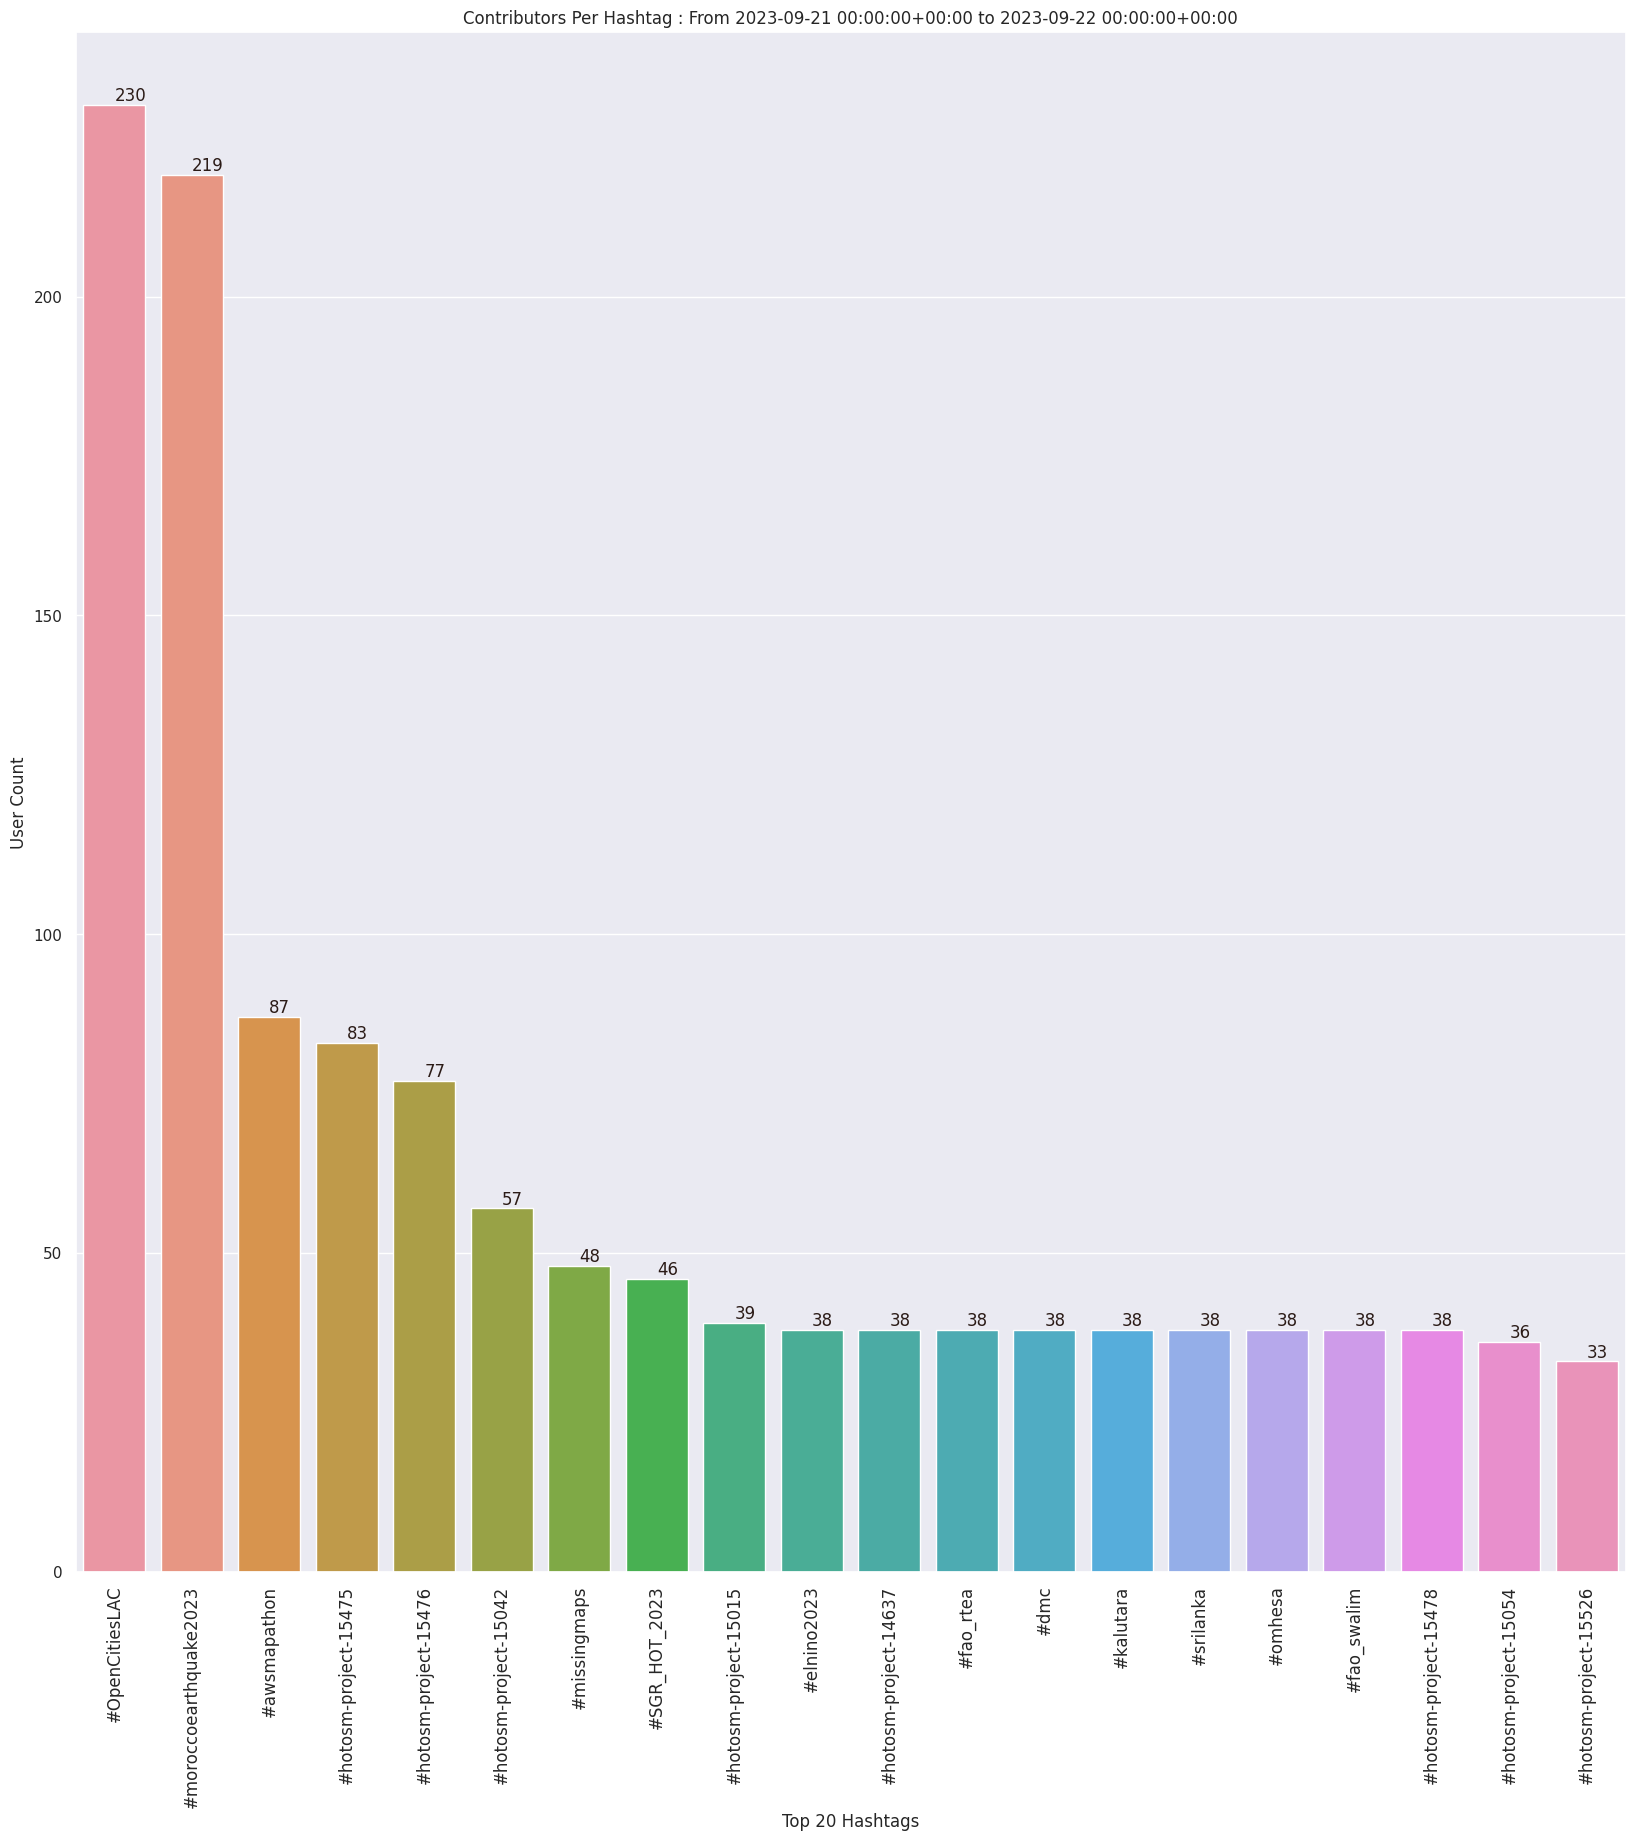 Contributors Per Hashtag : From 2023-09-21 00:00:00+00:00 to 2023-09-22 00:00:00+00:00
User Count
200
150
100
50
0
230
219
87
83
77
57
48
46
39
38
38
38
38
38
38
38
38
38
36
33
#OpenCitiesLAC
#moroccoearthquake2023
#awsmapathon
#hotosm-project-15475
#hotosm-project-15476
#hotosm-project-15042
#missingmaps
#SGR_HOT_2023
#hotosm-project-15015
#elnino2023
#hotosm-project-14637
#fao_rtea
#dmc
#kalutara
#srilanka
#omhesa
#fao_swalim
#hotosm-project-15478
#hotosm-project-15054
#hotosm-project-15526
Top 20 Hashtags